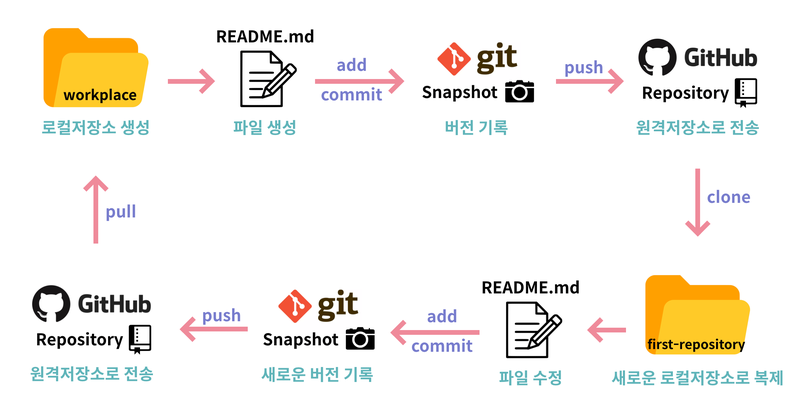 README.md
workplace
add
commit
git
Snapshot
push
GitHub
Repository
로컬저장소 생성
파일 생성
버전 기록
원격저장소로 전송
pull
clone
GitHub
Repository
push
git
Snapshot
add
commit
README.md
first-repository
원격저장소로 전송
새로운 버전 기록
파일 수정
새로운 로컬저장소로 복제